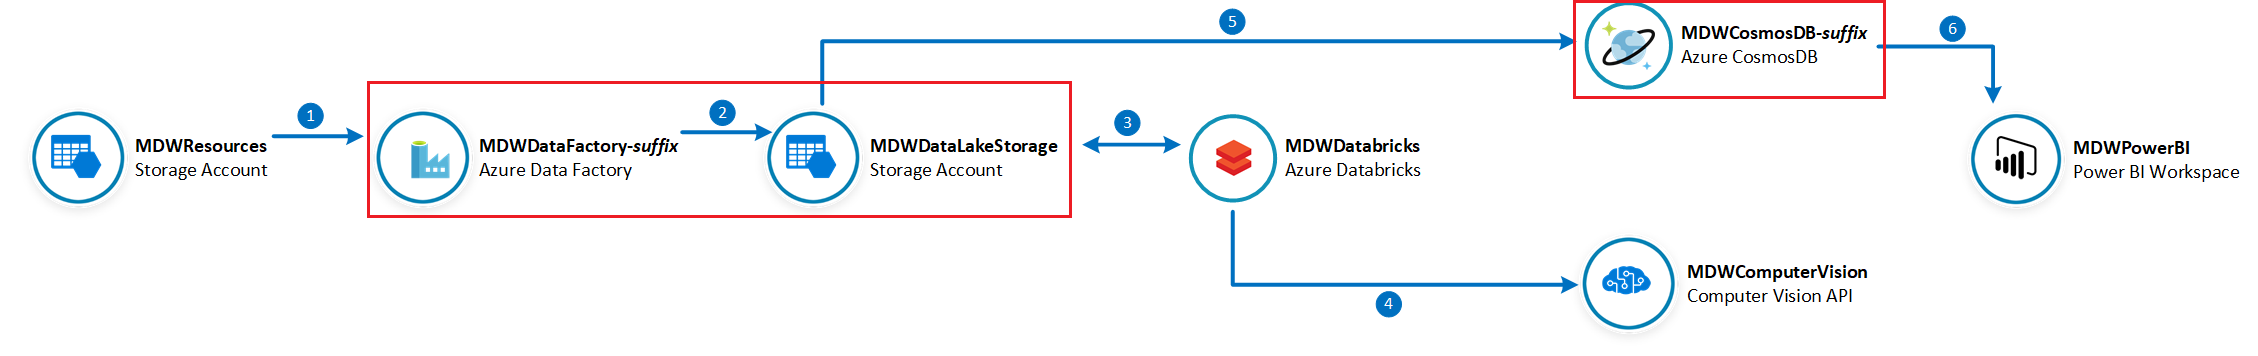 5
MDWCosmosDB-suffix
Azure CosmosDB
6
1
MDWResources
Storage Account
MDWDataFactory-suffix
Azure Data Factory
2
MDWDataLakeStorage
Storage Account
3
MDWDatabricks
Azure Databricks
MDWPowerBI
Power BI Workspace
4
MDWComputerVision
Computer Vision API